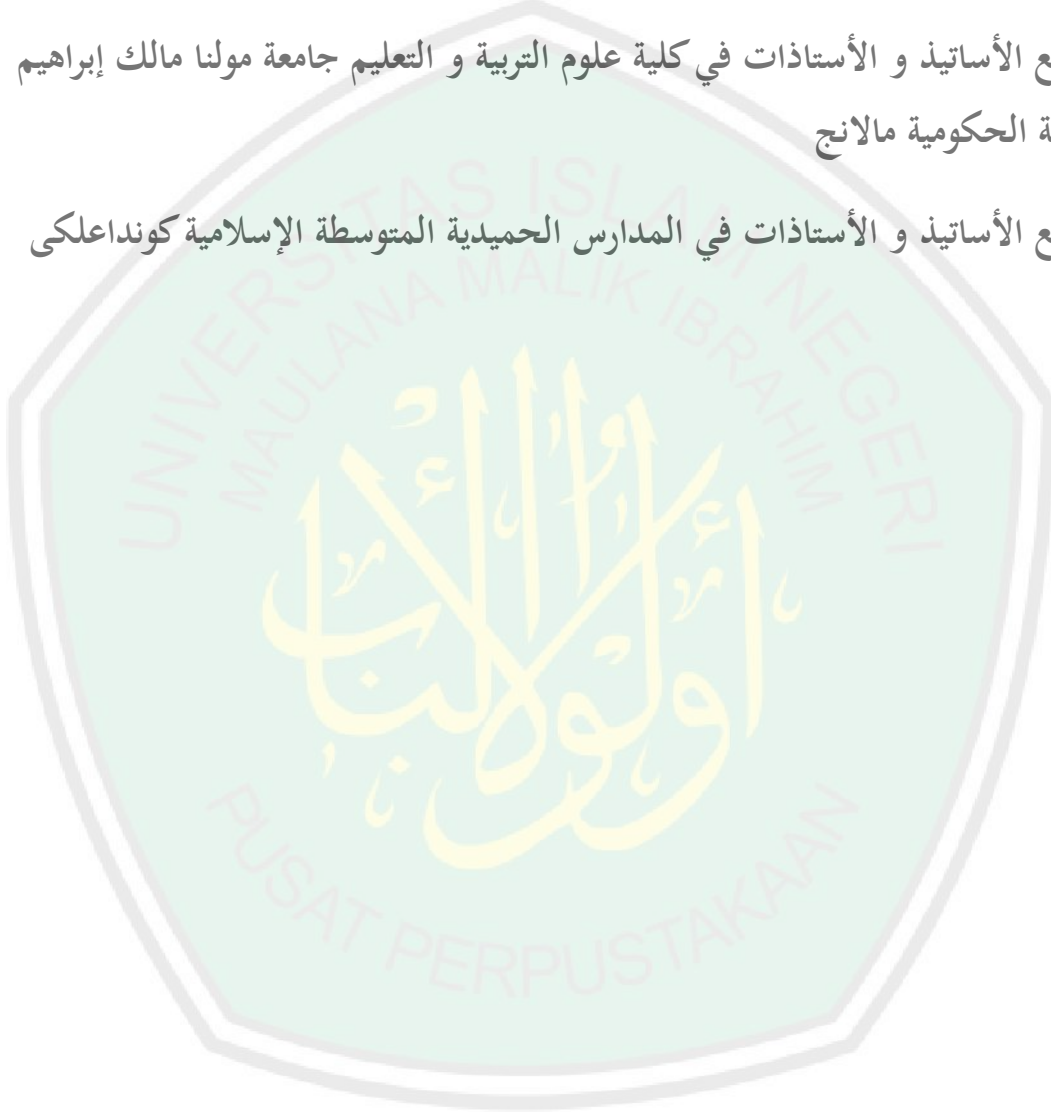 ع الأساتيذ و الأستاذات في كلية علوم التربية و التعليم جامعة مولنا مالك إبراهيم
ة الحكومية مالانج
ع الأساتيذ و الأستاذات في المدارس الحميدية المتوسطة الإسلامية كونداعلكى
UNIVERSITAS ISLAM NEGERI
MAULANA MALIK IBRAHIM
أولوا الألباب
PUSAT PERPUSTAKAAN